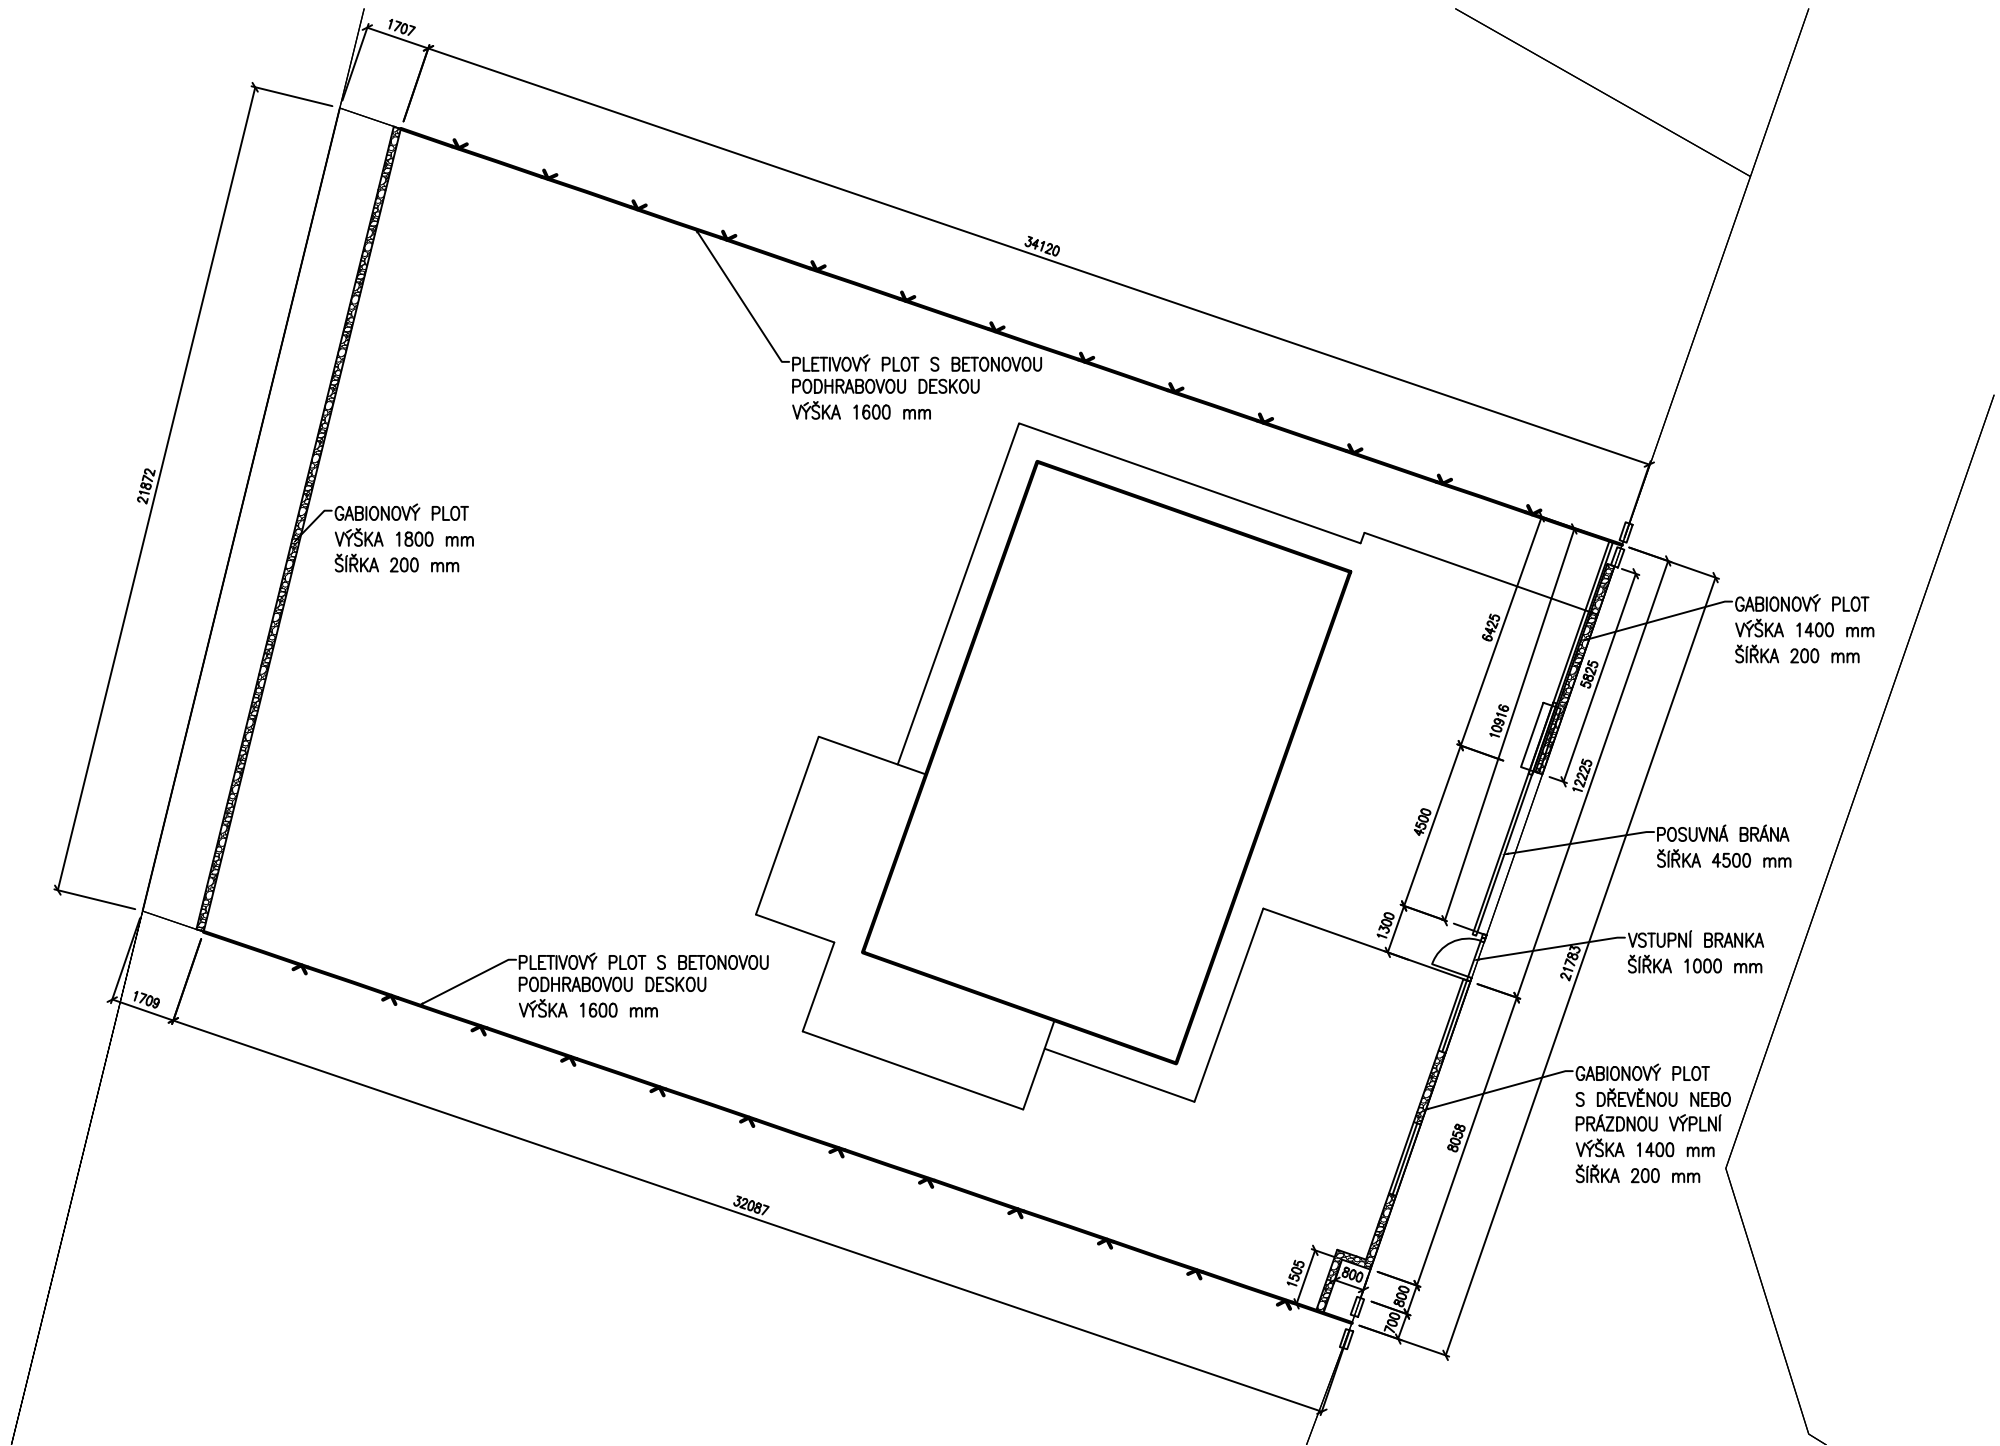 1707
34120
PLETIVOVÝ PLOT S BETONOVOU
PODHRABOVOU DESKOU
VÝŠKA 1600 mm
21872
GABIONOVÝ PLOT
VÝŠKA 1800 mm
ŠÍŘKA 200 mm
6425
GABIONOVÝ PLOT
VÝŠKA 1400 mm
ŠÍŘKA 200 mm
5825
10916
12225
4500
POSUVNÁ BRÁNA
ŠÍŘKA 4500 mm
1300
VSTUPNÍ BRANKA
ŠÍŘKA 1000 mm
21783
PLETIVOVÝ PLOT S BETONOVOU
PODHRABOVOU DESKOU
VÝŠKA 1600 mm
1709
GABIONOVÝ PLOT
S DŘEVĚNOU NEBO
PRÁZDNOU VÝPLNÍ
VÝŠKA 1400 mm
ŠÍŘKA 200 mm
8058
32087
1505
800
800
700